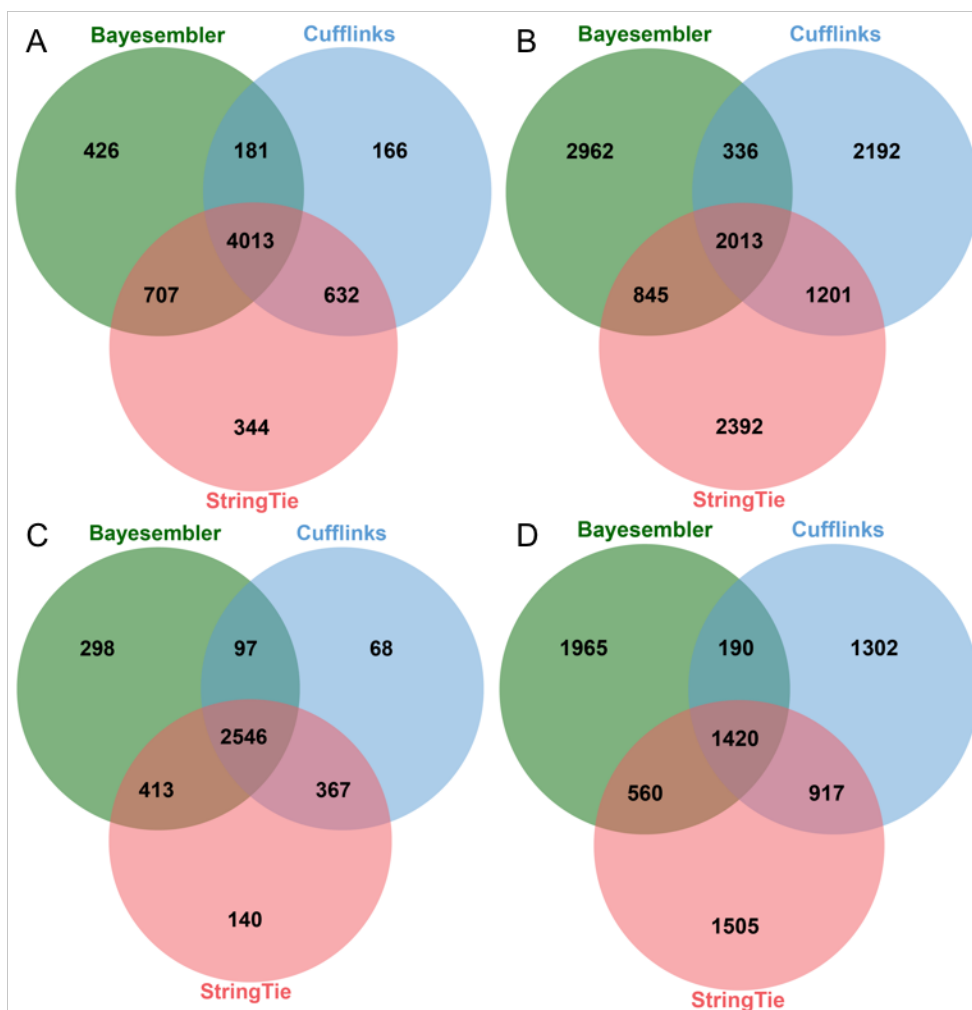 A
Bayesembler Cufflinks
426 181 166
4013
707 632
344
StringTie
B
Bayesembler Cufflinks
2962 336 2192
2013
845 1201
2392
StringTie
C
Bayesembler Cufflinks
298 97 68
2546
413 367
140
StringTie
D
Bayesembler Cufflinks
1965 190 1302
1420
560 917
1505
StringTie